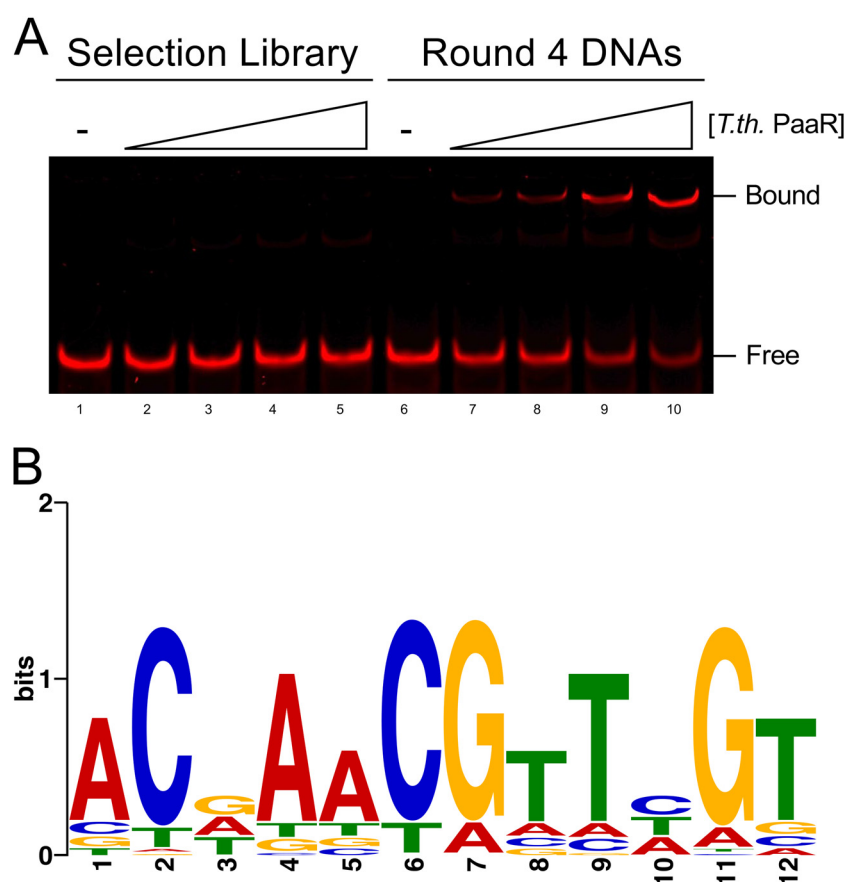 A
Selection Library Round 4 DNAs
- - [T.th. PaaR]
Bound
Free
1 2 3 4 5 6 7 8 9 10
B
2
1
0
bits
A C G A A C G T T C G T
C T A T T T A A A T A G
G A T G G C C A T C
T G C C G G C A
1 2 3 4 5 6 7 8 9 10 11 12